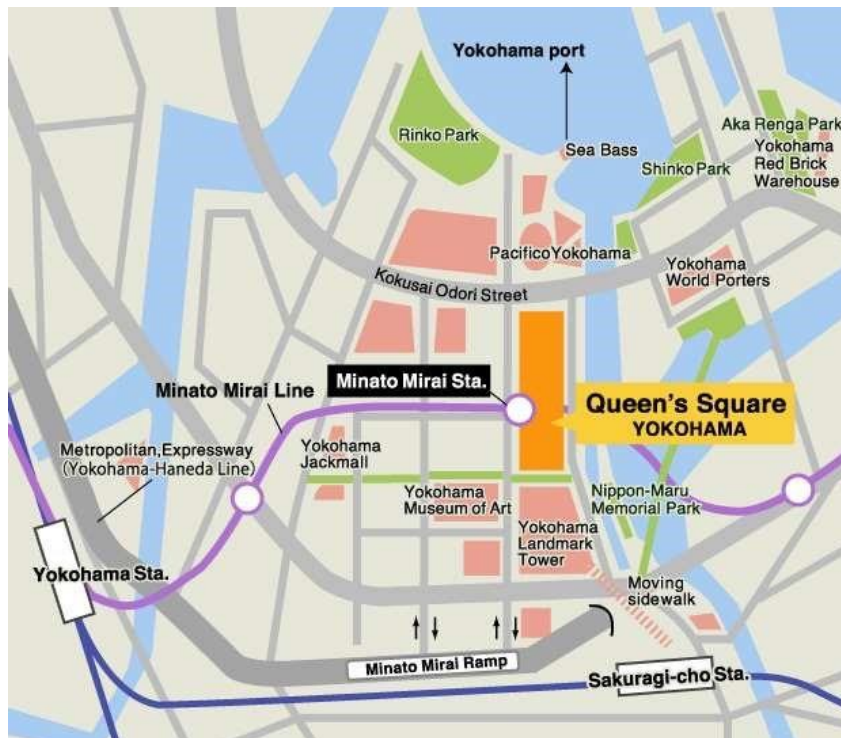 Yokohama port
Rinko Park
Sea Bass
Aka Renga Park
Yokohama
Red Brick
Warehouse
Shinko Park
Pacifico Yokohama
Yokohama
World Porters
Kokusai Odori Street
Minato Mirai Sta.
Minato Mirai Line
Queen's Square
YOKOHAMA
Metropolitan,Expressway
(Yokohama-Haneda Line)
Yokohama
Jackmall
Yokohama
Museum of Art
Nippon-Maru
Memorial Park
Yokohama
Landmark
Tower
Yokohama Sta.
Moving
sidewalk
Minato Mirai Ramp
Sakuragi-cho Sta.